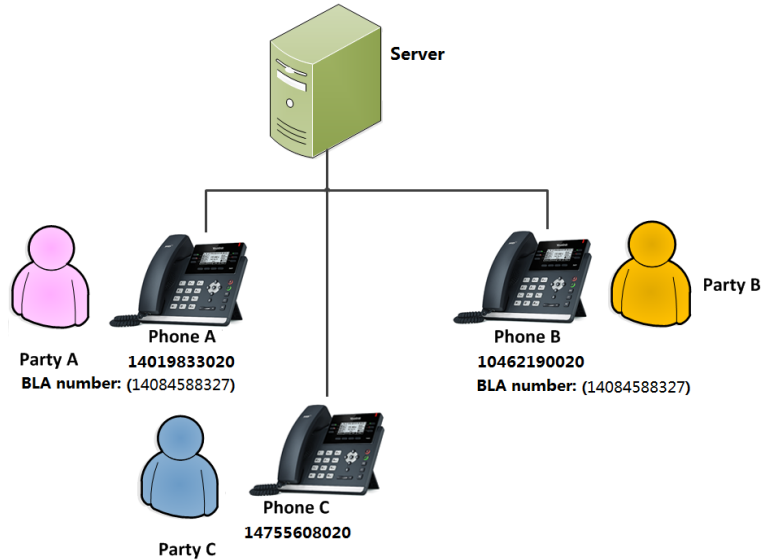 Server
Party B
Phone A
Phone B
Party A
14019833020
10462190020
BLA number: (14084588327)
BLA number: (14084588327)
Phone C
14755608020
Party C